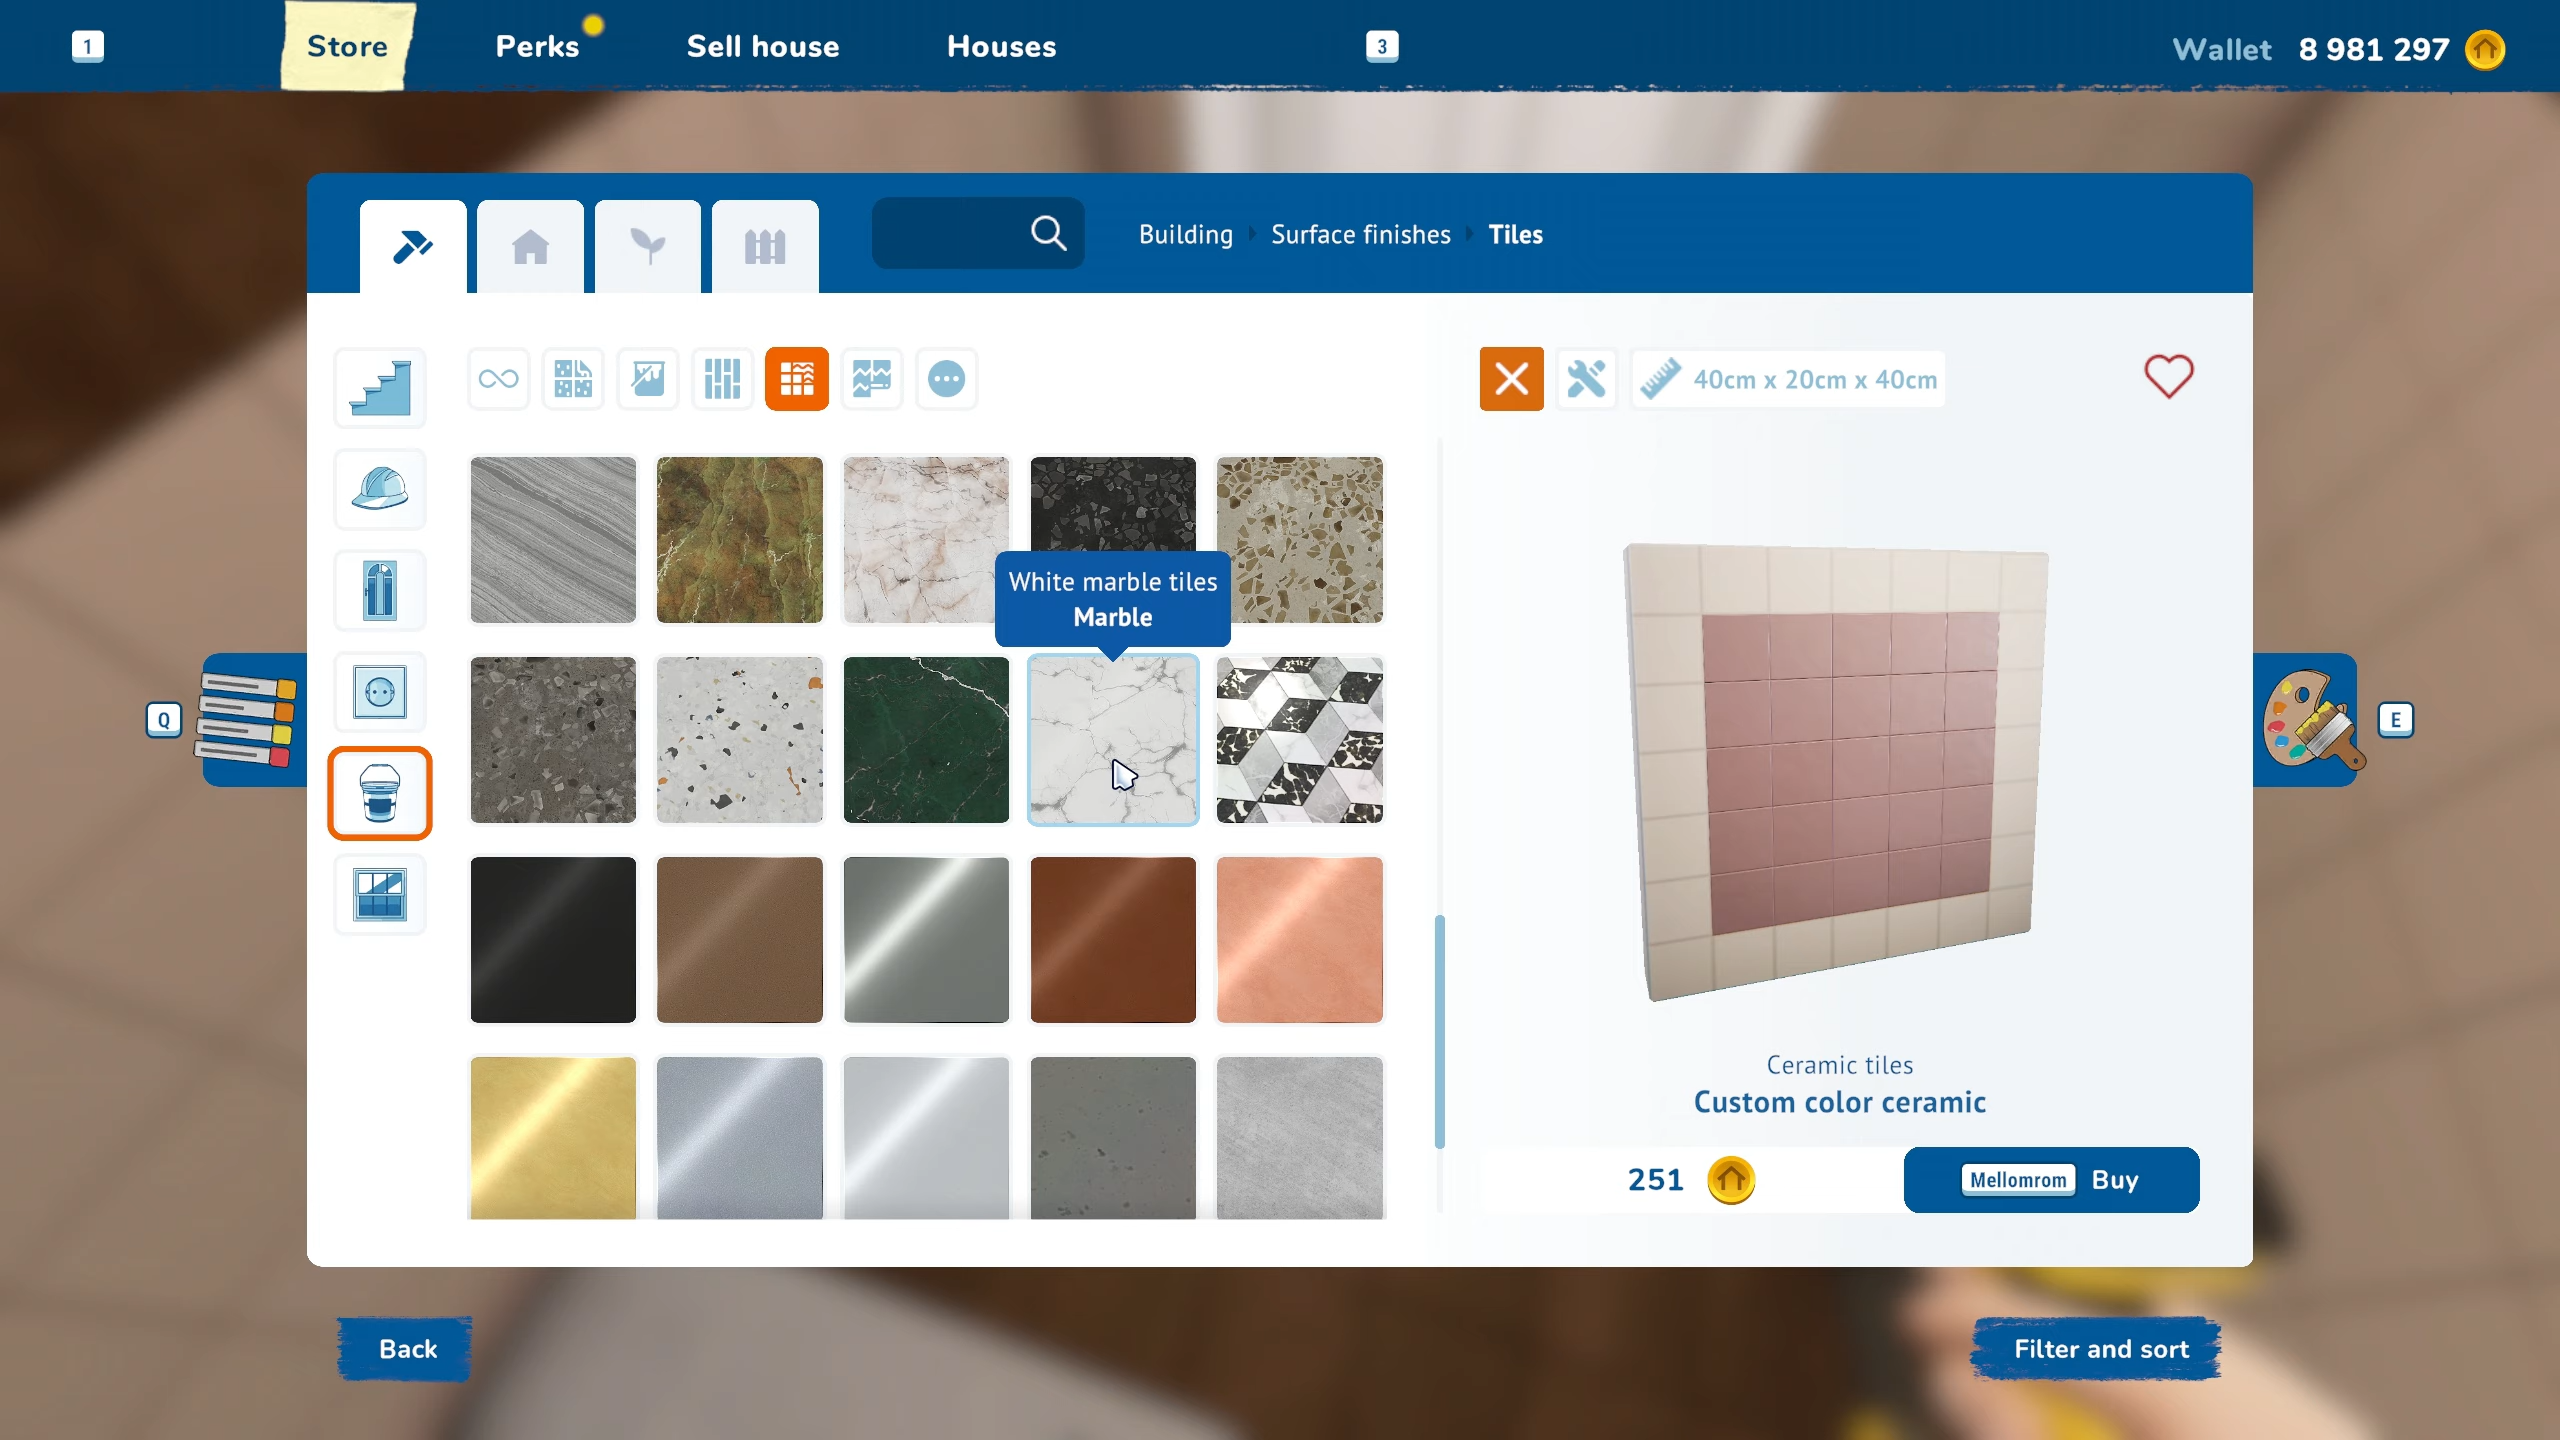 1
Store
Perks
Sell house
Houses
3
Wallet 8 981 297
Building Surface finishes Tiles
40cm x 20cm x 40cm
White marble tiles
Marble
Q
E
Ceramic tiles
Custom color ceramic
251
Mellomrom Buy
Back
Filter and sort